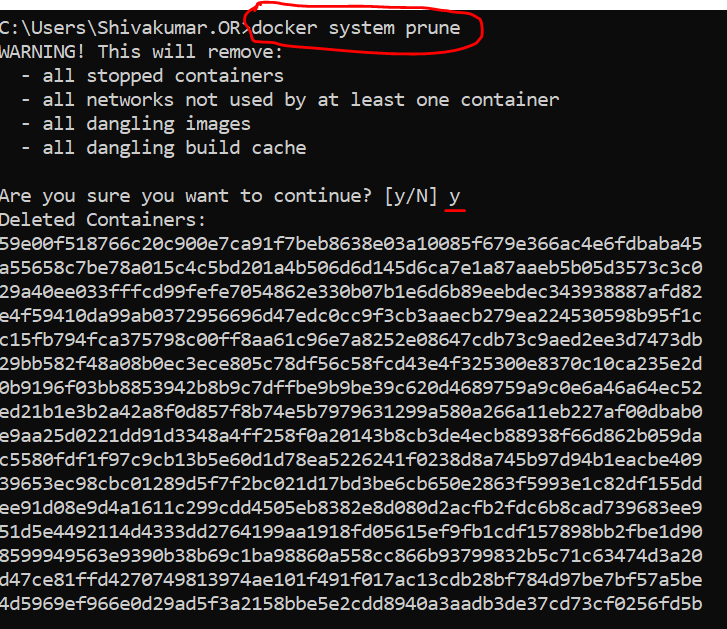 C:\Users\Shivakumar.OR>docker system prune
WARNING! This will remove:
  - all stopped containers
  - all networks not used by at least one container
  - all dangling images
  - all dangling build cache
Are you sure you want to continue? [y/N] y
Deleted Containers:
59e00f518766c20c900e7ca91f7beb8638e03a10085f679e366ac4e6fdbaba45
a55658c7be78a015c4c5bd201a4b506d6d145d6ca7e1a87aaeb5b05d3573c3c0
29a40ee033fffcd99fefe7054862e330b07b1e6d6b89eebdec343938887afd82
e4f59410da99ab0372956696d47edc0cc9f3cb3aaecb279ea224530598b95f1c
c15fb794fca375798c00ff8aa61c96e7a8252e08647cdb73c9aed2ee3d7473db
29bb582f48a08b0ec3ece805c78df56c58fcd43e4f325300e8370c10ca235e2d
0b9196f03bb8853942b8b9c7dffbe9b9be39c620d4689759a9c0e6a46a64ec52
ed21b1e3b2a42a8f0d857f8b74e5b7979631299a580a266a11eb227af00dbab0
e9aa25d0221dd91d3348a4ff258f0a20143b8cb3de4ecb88938f66d862b059da
c5580fdf1f97c9cb13b5e60d1d78ea5226241f0238d8a745b97d94b1eacbe409
39653ec98cbc01289d5f7f2bc021d17bd3be6cb650e2863f5993e1c82df155dd
ee91d08e9d4a1611c299cdd4505eb8382e8d080d2acfb2fdc6b8cad739683ee9
51d5e4492114d4333dd2764199aa1918fd05615ef9fb1cdf157898bb2fbe1d90
8599949563e9390b38b69c1ba98860a558cc866b93799832b5c71c63474d3a20
d47ce81ffd4270749813974ae101f491f017ac13cdb28bf784d97be7bf57a5be
4d5969ef966e0d29ad5f3a2158bbe5e2cdd8940a3aadb3de37cd73cf0256fd5b